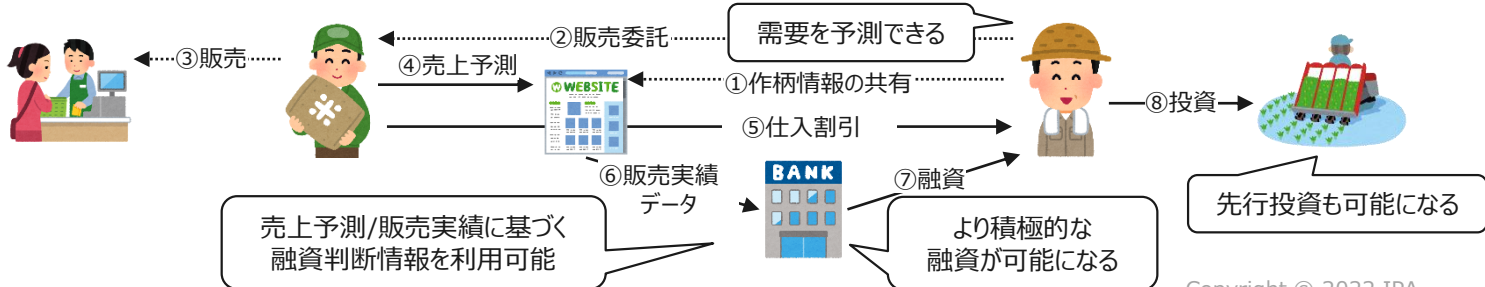 需要を予測できる
②販売委託
③販売
④売上予測
WEBSITE
①作柄情報の共有
⑧投資
⑤仕入割引
⑥販売実績
データ
BANK
⑦融資
売上予測/販売実績に基づく
融資判断情報を利用可能
より積極的な
融資が可能になる
先行投資も可能になる
米